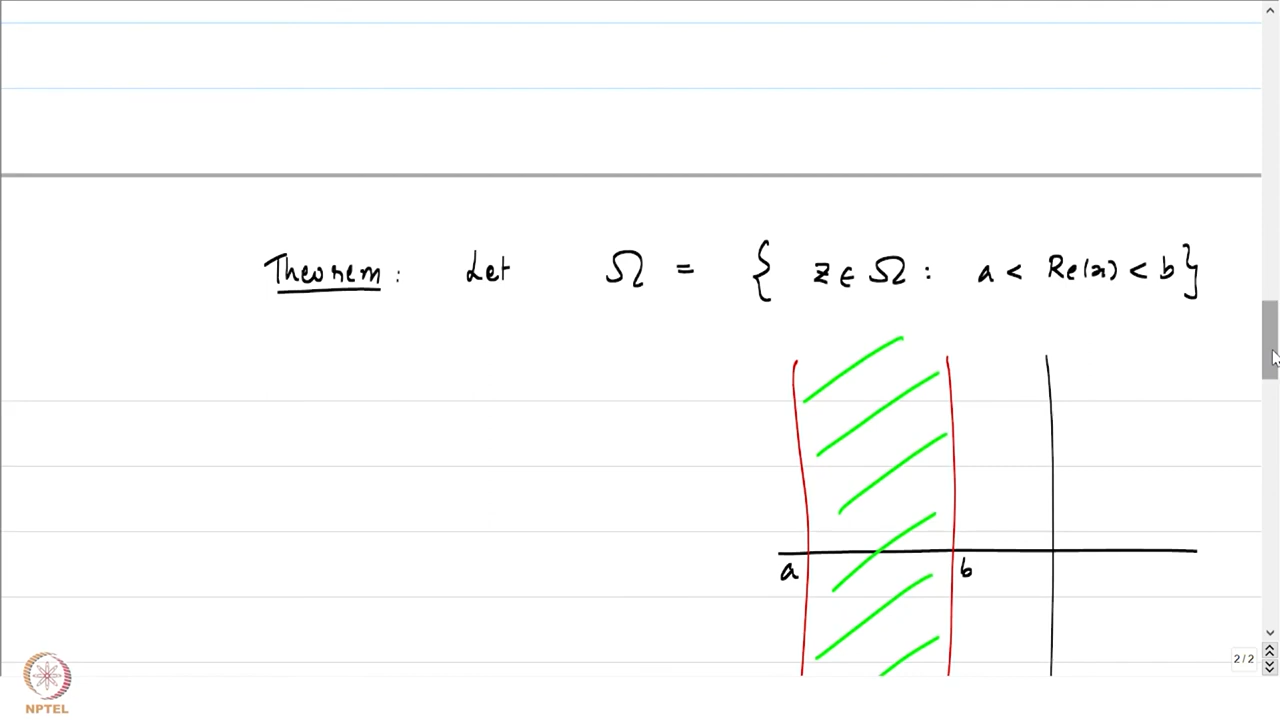 Theorem: Let Ω = { z ∈ Ω : a < Re(z) < b}
a b
2 / 2
NPTEL